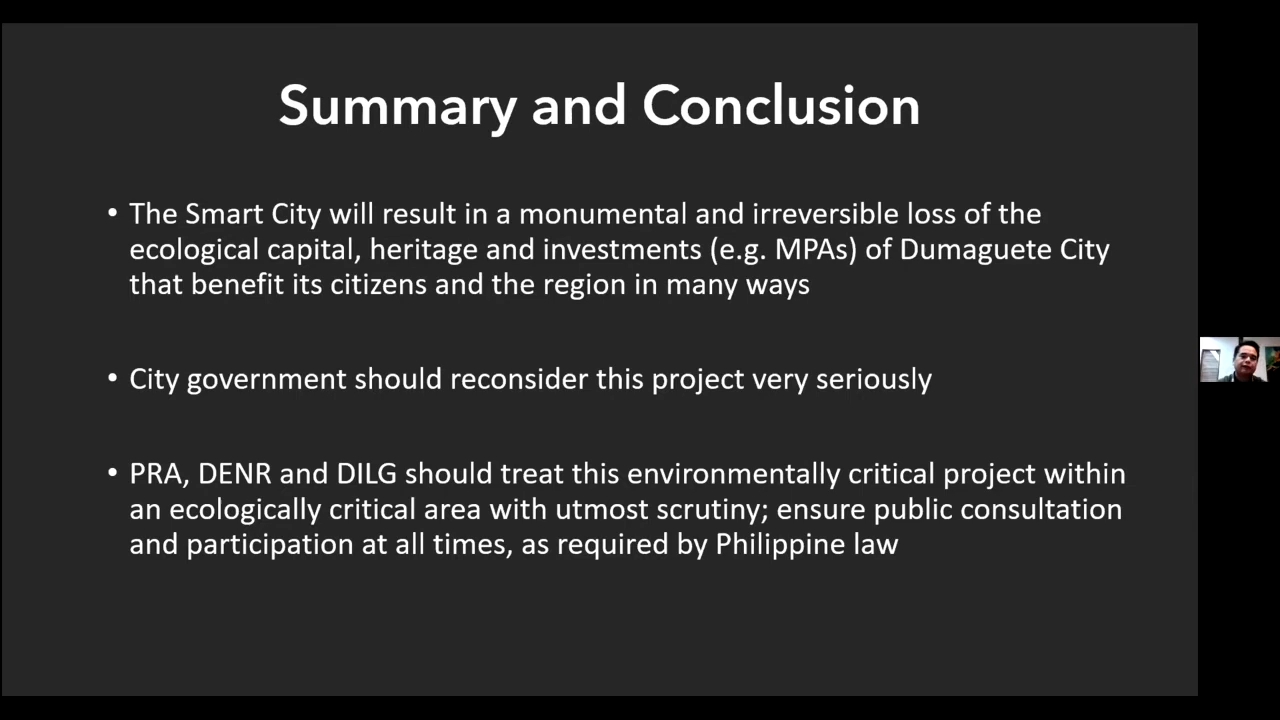 Summary and Conclusion
• The Smart City will result in a monumental and irreversible loss of the
ecological capital, heritage and investments (e.g. MPAs) of Dumaguete City
that benefit its citizens and the region in many ways
• City government should reconsider this project very seriously
• PRA, DENR and DILG should treat this environmentally critical project within
an ecologically critical area with utmost scrutiny; ensure public consultation
and participation at all times, as required by Philippine law